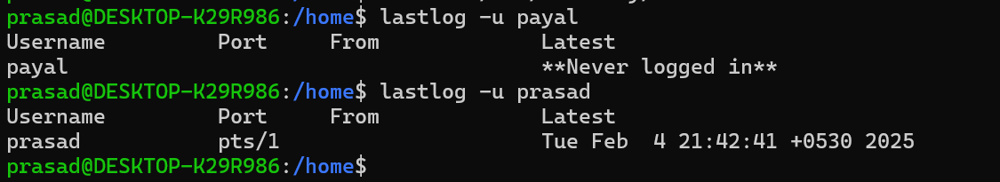 prasad@DESKTOP-K29R986:/home$ lastlog -u payal
Username         Port     From             Latest
payal                                      **Never logged in**
prasad@DESKTOP-K29R986:/home$ lastlog -u prasad
Username         Port     From             Latest
prasad           pts/1                     Tue Feb  4 21:42:41 +0530 2025
prasad@DESKTOP-K29R986:/home$